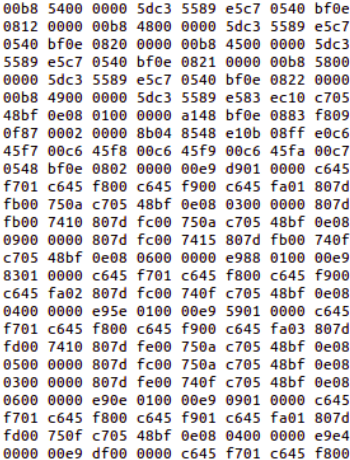 00b8 5400 0000 5dc3 5589 e5c7 0540 bf0e
0812 0000 00b8 4800 0000 5dc3 5589 e5c7
0540 bf0e 0820 0000 00b8 4500 0000 5dc3
5589 e5c7 0540 bf0e 0821 0000 00b8 5800
0000 5dc3 5589 e5c7 0540 bf0e 0822 0000
00b8 4900 0000 5dc3 5589 e583 ec10 c705
48bf 0e08 0100 0000 a148 bf0e 0883 f809
0f87 0002 0000 8b04 8548 e10b 08ff e0c6
45f7 00c6 45f8 00c6 45f9 00c6 45fa 00c7
0548 bf0e 0802 0000 00e9 d901 0000 c645
f701 c645 f800 c645 f900 c645 fa01 807d
fb00 750a c705 48bf 0e08 0300 0000 807d
fb00 7410 807d fc00 750a c705 48bf 0e08
0900 0000 807d fc00 7415 807d fb00 740f
c705 48bf 0e08 0600 0000 e988 0100 00e9
8301 0000 c645 f701 c645 f800 c645 f900
c645 fa02 807d fc00 740f c705 48bf 0e08
0400 0000 e95e 0100 00e9 5901 0000 c645
f701 c645 f800 c645 f900 c645 fa03 807d
fd00 7410 807d fe00 750a c705 48bf 0e08
0500 0000 807d fc00 750a c705 48bf 0e08
0300 0000 807d fe00 740f c705 48bf 0e08
0600 0000 e90e 0100 00e9 0901 0000 c645
f701 c645 f800 c645 f901 c645 fa01 807d
fd00 750f c705 48bf 0e08 0400 0000 e9e4
0000 00e9 df00 0000 c645 f701 c645 f800